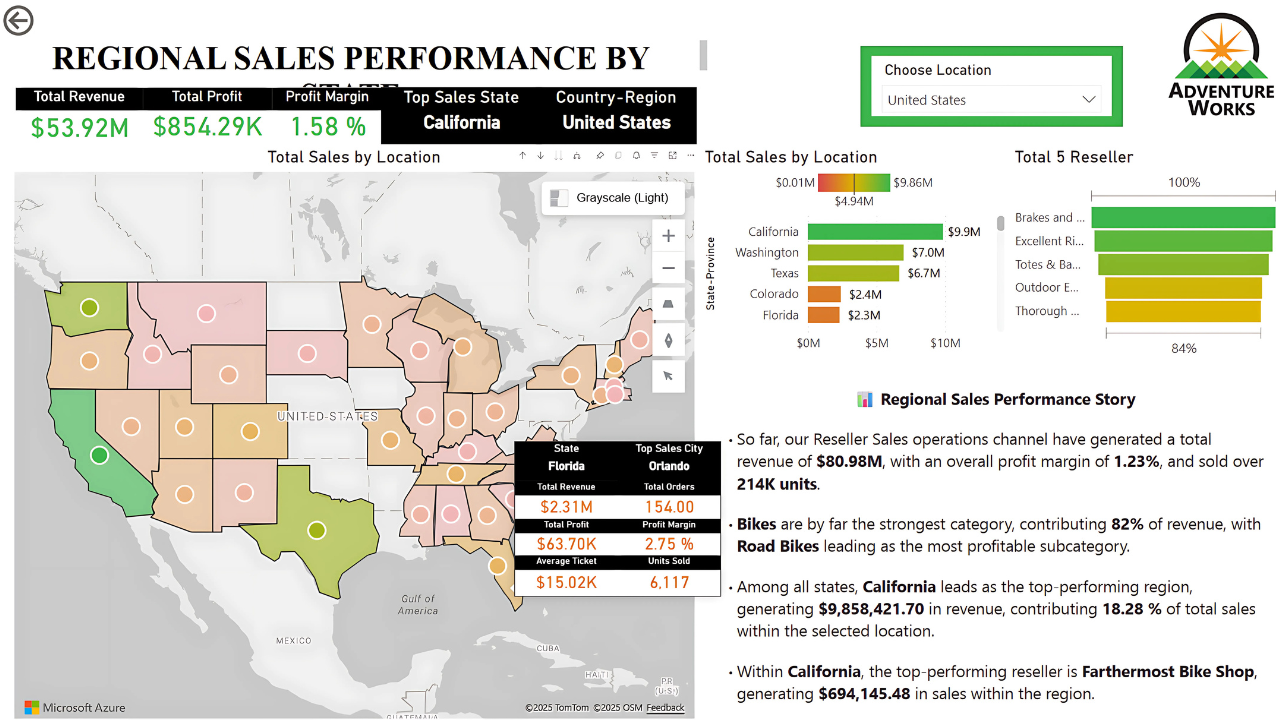 REGIONAL SALES PERFORMANCE BY
STATE
Total Revenue
$53.92M
Total Profit
$854.29K
Profit Margin
1.58 %
Top Sales State
California
Country-Region
United States
Choose Location
United States
ADVENTURE
WORKS
Total Sales by Location
Grayscale (Light)
UNITED STATES
Gulf of
America
MEXICO
CUBA
HAITI
PR
(U.S.)
GUATEMALA
Microsoft Azure
©2025 TomTom ©2025 OSM Feedback
State
Florida
Top Sales City
Orlando
Total Revenue
$2.31M
Total Orders
154.00
Total Profit
$63.70K
Profit Margin
2.75 %
Average Ticket
$15.02K
Units Sold
6,117
Total Sales by Location
$0.01M
$9.86M
$4.94M
State-Province
California $9.9M
Washington $7.0M
Texas $6.7M
Colorado $2.4M
Florida $2.3M
$0M $5M $10M
Total 5 Reseller
100%
Brakes and ...
Excellent Ri...
Totes & Ba...
Outdoor E...
Thorough ...
84%
Regional Sales Performance Story
• So far, our Reseller Sales operations channel have generated a total
revenue of $80.98M, with an overall profit margin of 1.23%, and sold over
214K units.
• Bikes are by far the strongest category, contributing 82% of revenue, with
Road Bikes leading as the most profitable subcategory.
• Among all states, California leads as the top-performing region,
generating $9,858,421.70 in revenue, contributing 18.28 % of total sales
within the selected location.
• Within California, the top-performing reseller is Farthermost Bike Shop,
generating $694,145.48 in sales within the region.